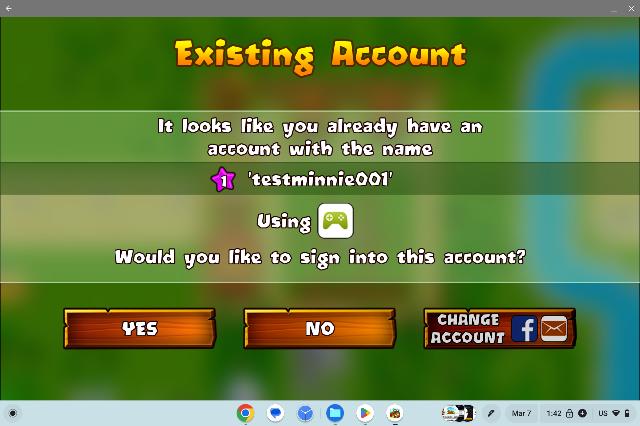 Existing Account
It looks like you already have an
account with the name
1 'testminnie001'
Using
Would you like to sign into this account?
YES
NO
CHANGE
ACCOUNT
Mar 7
1:42
US